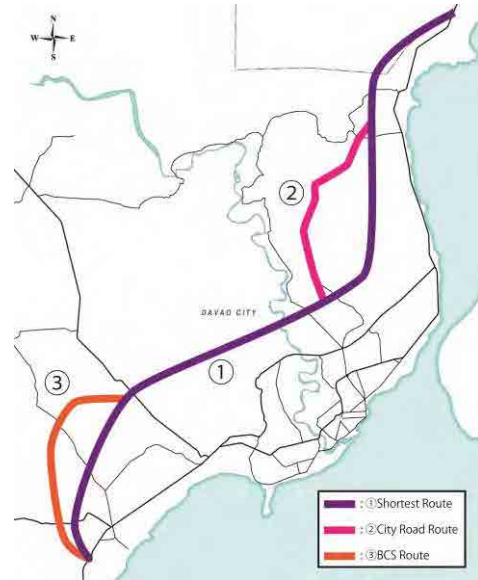 N
W E
S
②
DAVAO CITY
①
③
: ①Shortest Route
: ②City Road Route
: ③BCS Route